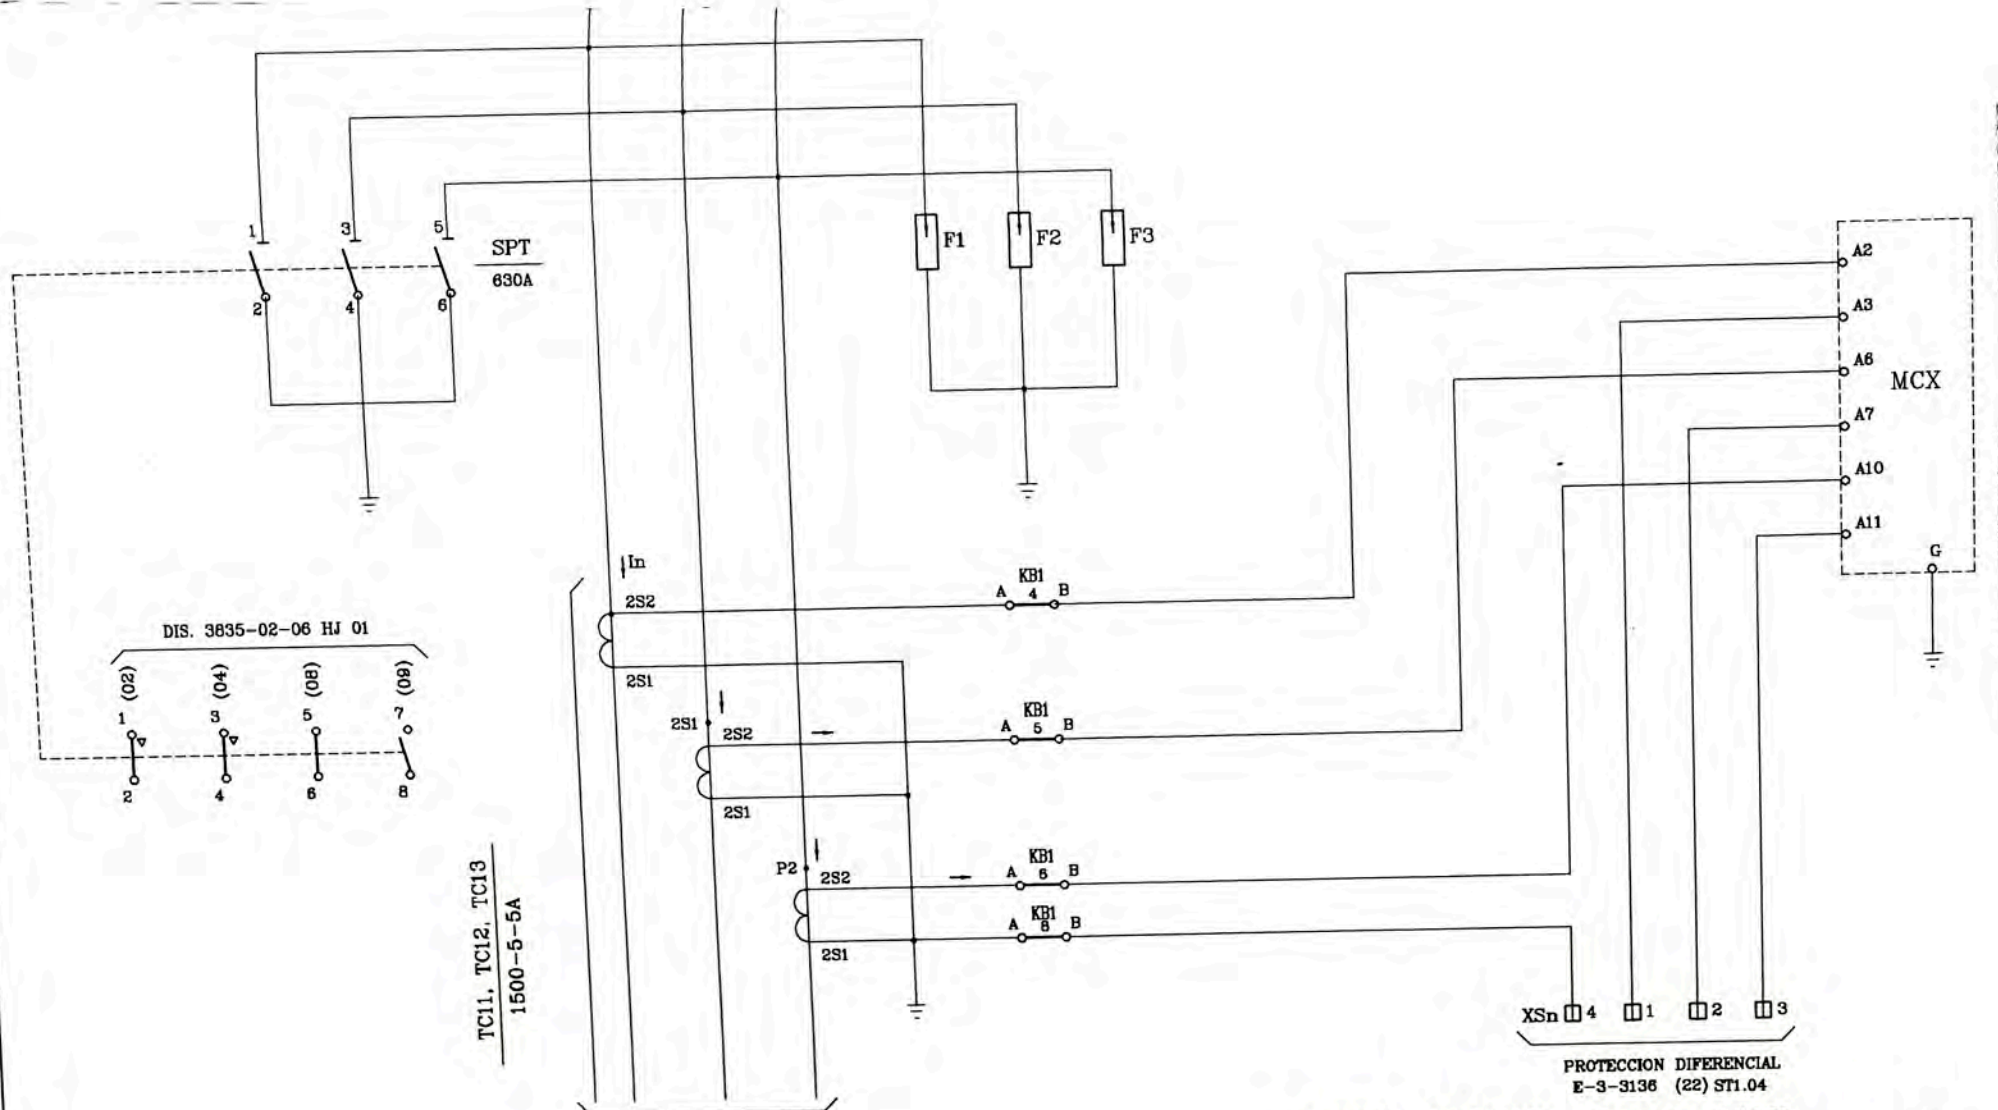 1
3
5
SPT
630A
2
4
6
F1
F2
F3
A2
A3
A6
MCX
A7
A10
A11
G
In
2S2
KB1
A 4 B
2S1
DIS. 3835-02-06 HJ 01
(02)
(04)
(08)
(09)
1
3
5
7
2
4
6
8
2S1
2S2
KB1
A 5 B
2S1
P2
2S2
KB1
A 6 B
KB1
A 8 B
2S1
TC11, TC12, TC13
1500-5-5A
XSn 4 1 2 3
PROTECCION DIFERENCIAL
E-3-3136 (22) ST1.04